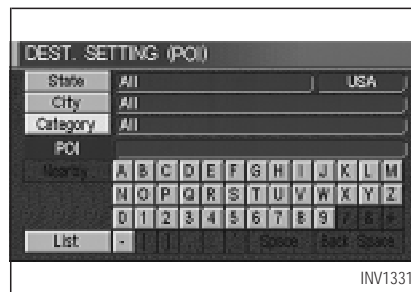 DEST. SETTING (POI)
State All USA
City All
Category All
POI
Nearby A B C D E F G H I J K L M
N O P Q R S T U V W X Y Z
0 1 2 3 4 5 6 7 8 9 / & +
List - Space Back Space
INV1331